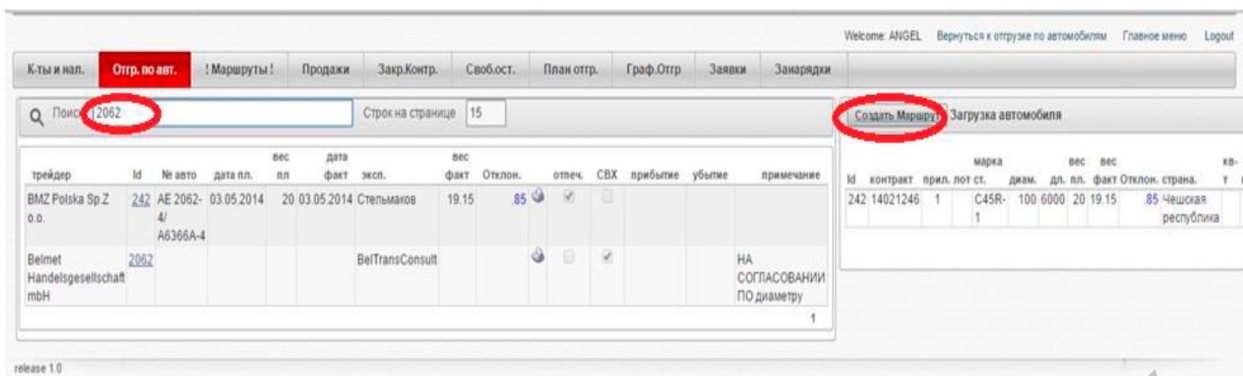 Welcome: ANGEL Вернуться к отгрузке по автомобилям Главное меню Logout
К-ты и нал. Отгр. по авт. ! Маршруты ! Продажи Закр.Контр. Своб.ост. План отгр. Граф.Отгр Заявки Занарядки
Поиск 2062 Строк на странице 15
Создать Маршрут Загрузка автомобиля
трейдер Id № авто дата пл. вес пл дата факт эксп. вес факт Отклон. отпеч. СВХ прибытие убытие примечание
BMZ Polska Sp.Z o.o. 242 AE 2062-4/ A6366A-4 03.05.2014 20 03.05.2014 Стельмахов 19.15 .85
Belmet Handelsgesellschaft mbH 2062 BelTransConsult НА СОГЛАСОВАНИИ ПО диаметру
1
Id контракт прил. лот марка ст. диам. дл. вес пл. вес факт Отклон. страна. кв-т
242 14021246 1 C45R-1 100 6000 20 19.15 .85 Чешская республика
release 1.0